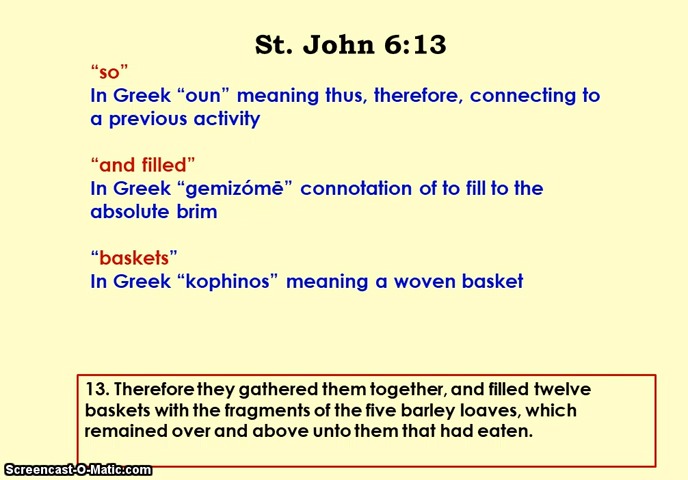 St. John 6:13
“so”
In Greek “oun” meaning thus, therefore, connecting to
a previous activity
“and filled”
In Greek “gemizómē” connotation of to fill to the
absolute brim
“baskets”
In Greek “kophinos” meaning a woven basket
13. Therefore they gathered them together, and filled twelve
baskets with the fragments of the five barley loaves, which
remained over and above unto them that had eaten.
Screencast-O-Matic.com